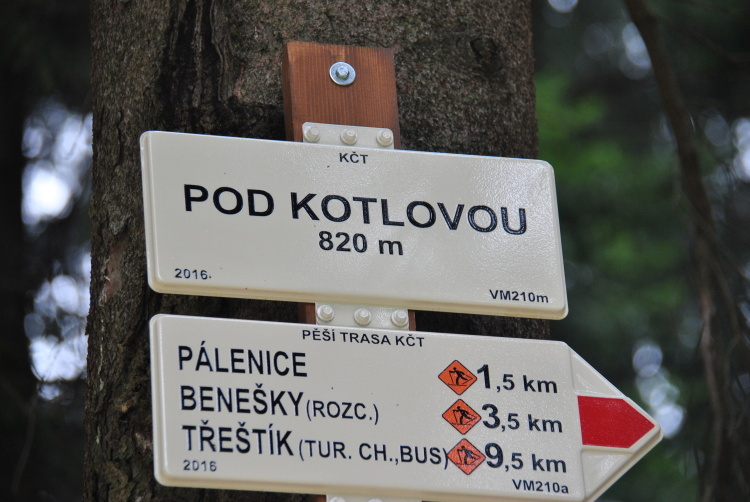 KČT
POD KOTLOVOU
820 m
2016
VM210m
PĚŠÍ TRASA KČT
PÁLENICE 1,5 km
BENEŠKY (ROZC.) 3,5 km
TŘEŠTÍK (TUR. CH.,BUS) 9,5 km
2016
VM210a